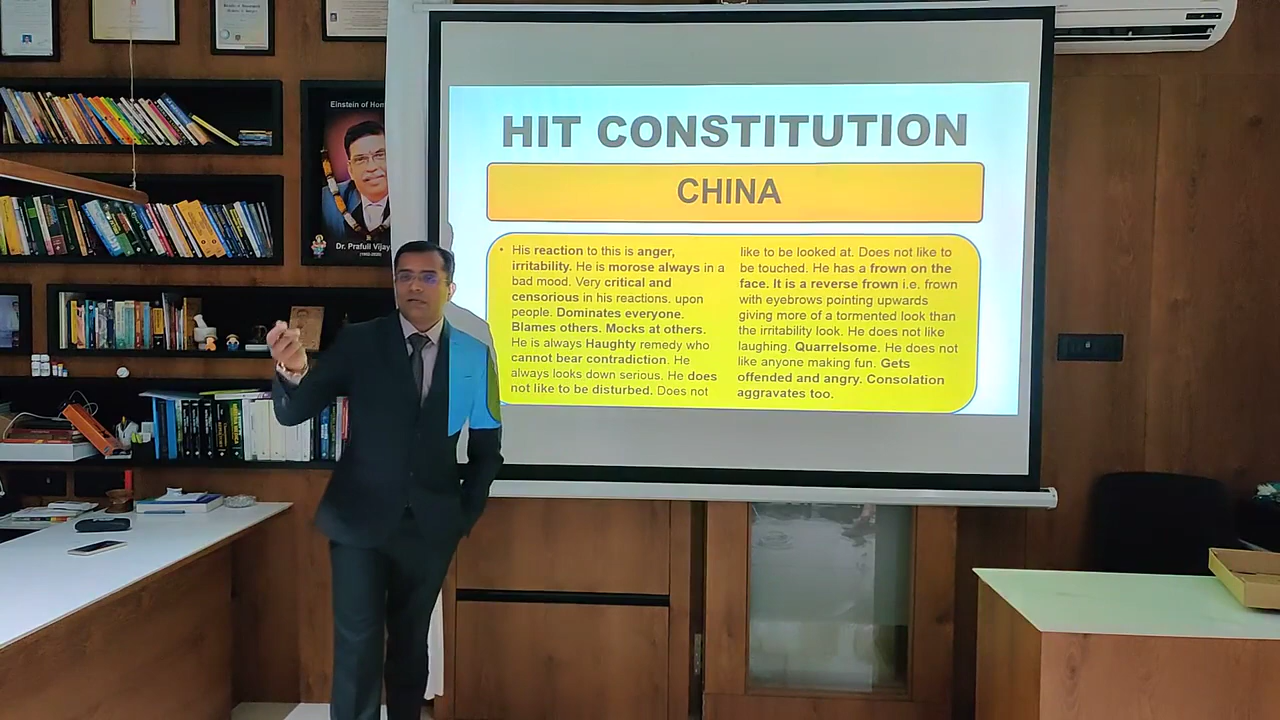 Einstein of Hom
Dr. Prafull Vijay
HIT CONSTITUTION
CHINA
• His reaction to this is anger,
irritability. He is morose always in a
bad mood. Very critical and
censorious in his reactions. upon
people. Dominates everyone.
Blames others. Mocks at others.
He is always Haughty remedy who
cannot bear contradiction. He
always looks down serious. He does
not like to be disturbed. Does not
like to be looked at. Does not like to
be touched. He has a frown on the
face. It is a reverse frown i.e. frown
with eyebrows pointing upwards
giving more of a tormented look than
the irritability look. He does not like
laughing. Quarrelsome. He does not
like anyone making fun. Gets
offended and angry. Consolation
aggravates too.